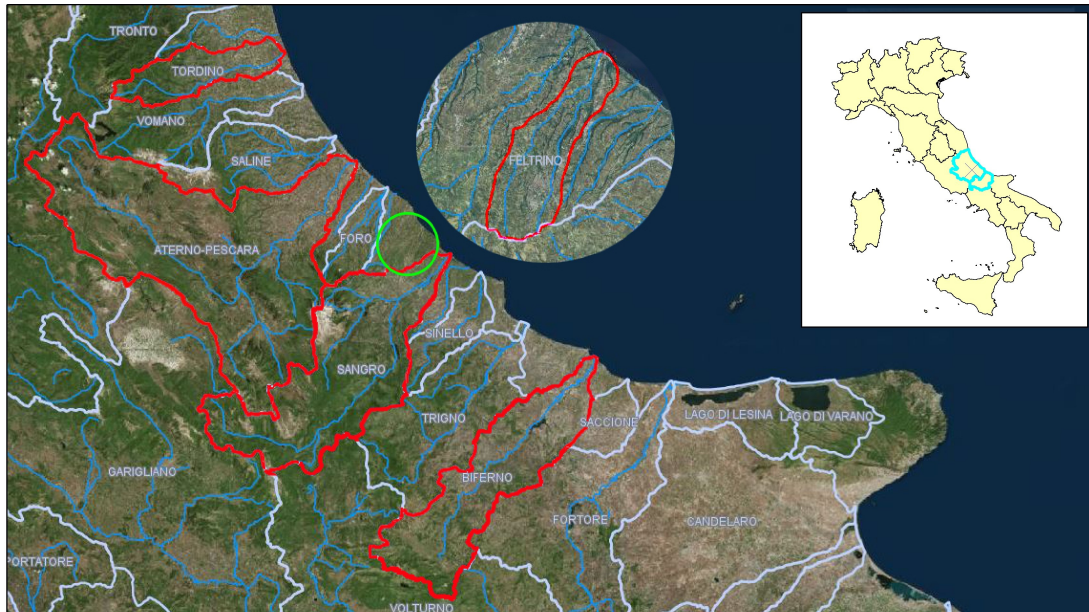 TRONTO
TORDINO
VOMANO
SALINE
FELTRINO
ATERNO-PESCARA
FORO
SINELLO
SANGRO
TRIGNO
SACCIONE
LAGO DI LESINA
LAGO DI VARANO
GARIGLIANO
BIFERNO
FORTORE
CANDELARO
PORTATORE
VOLTURNO